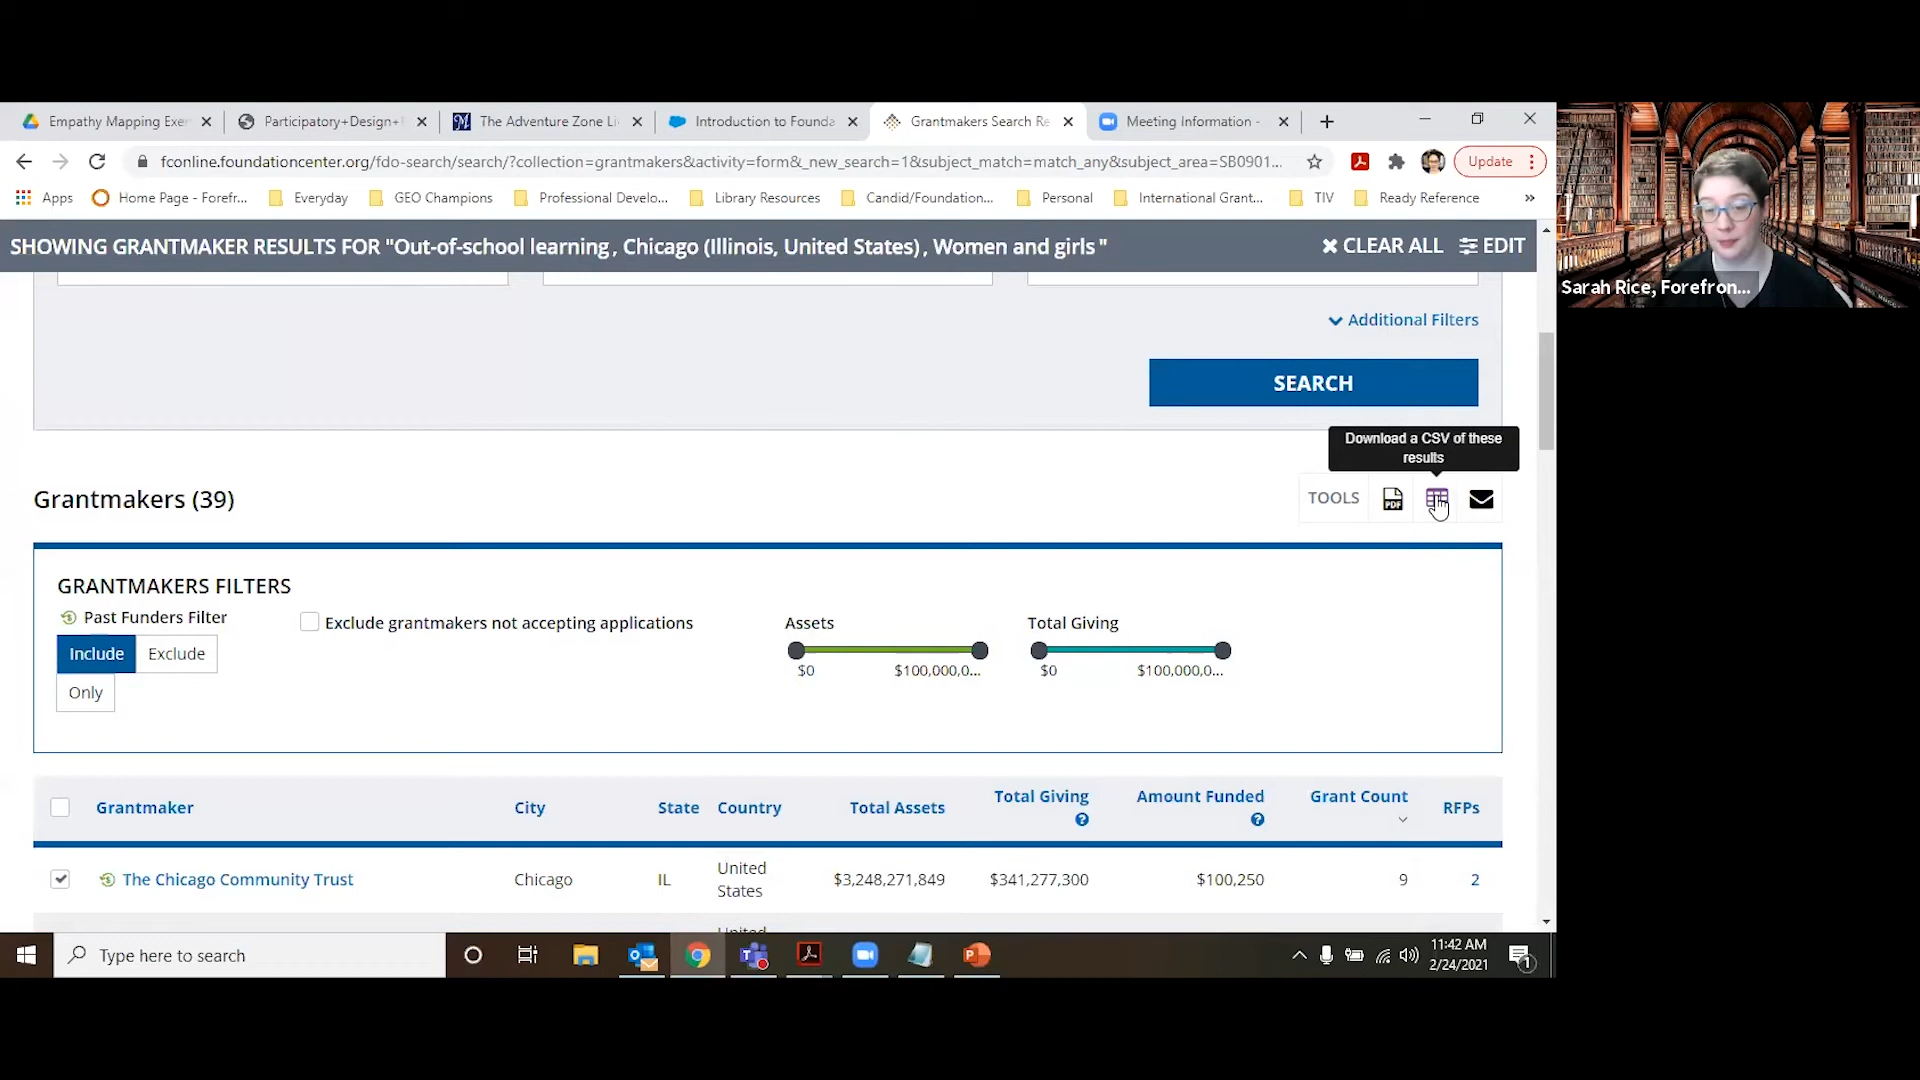 Empathy Mapping Exer
Participatory+Design+
The Adventure Zone Li
Introduction to Founda
Grantmakers Search Re
Meeting Information -
fconline.foundationcenter.org/fdo-search/search/?collection=grantmakers&activity=form&_new_search=1&subject_match=match_any&subject_area=SB0901...
Update
Apps
Home Page - Forefr...
Everyday
GEO Champions
Professional Develo...
Library Resources
Candid/Foundation...
Personal
International Grant...
TIV
Ready Reference
»
SHOWING GRANTMAKER RESULTS FOR "Out-of-school learning, Chicago (Illinois, United States), Women and girls"
CLEAR ALL
EDIT
Sarah Rice, Forefron...
Additional Filters
SEARCH
Download a CSV of these
results
Grantmakers (39)
TOOLS
PDF
GRANTMAKERS FILTERS
Past Funders Filter
Include
Exclude
Only
Exclude grantmakers not accepting applications
Assets
$0
$100,000,0...
Total Giving
$0
$100,000,0...
Grantmaker
City
State
Country
Total Assets
Total Giving
Amount Funded
Grant Count
RFPs
The Chicago Community Trust
Chicago
IL
United
States
$3,248,271,849
$341,277,300
$100,250
9
2
United
Type here to search
11:42 AM
2/24/2021
1